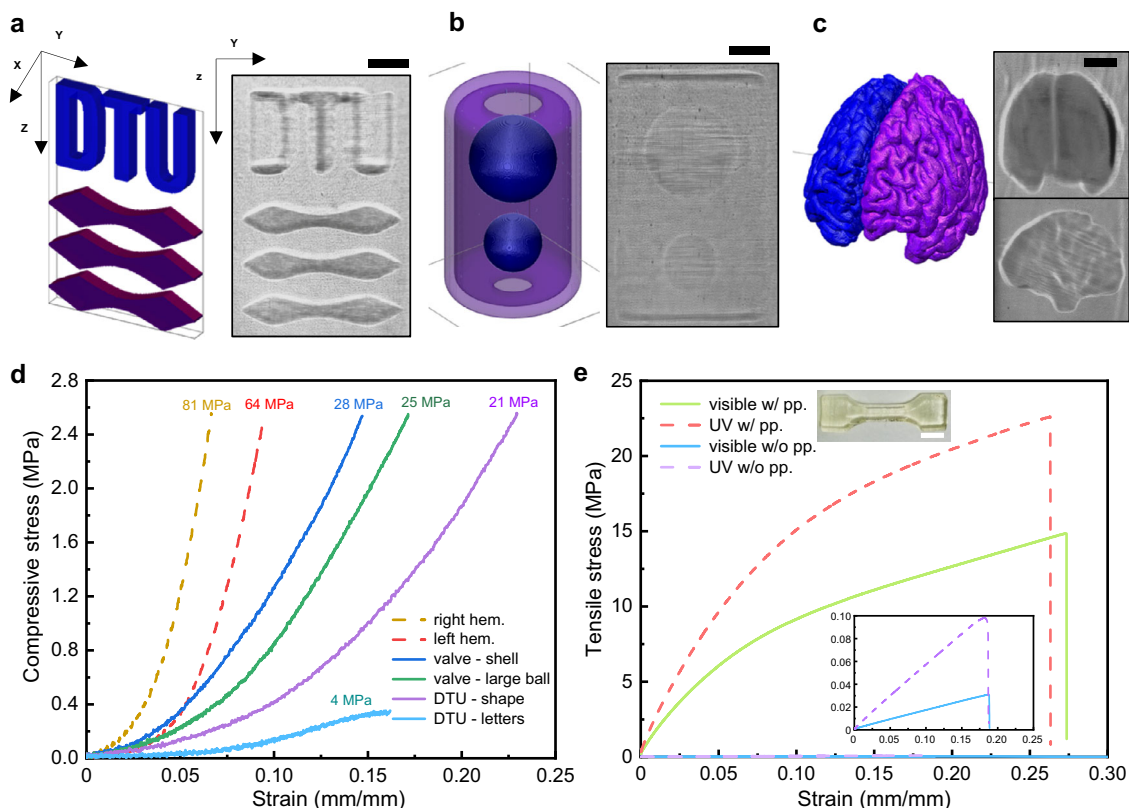 a
b
c
Y
X
Z
Y
z
DTU
d
2.8
2.4
2.0
1.6
1.2
0.8
0.4
0.0
0.00
0.05
0.10
0.15
0.20
0.25
Compressive stress (MPa)
Strain (mm/mm)
81 MPa
64 MPa
28 MPa
25 MPa
21 MPa
4 MPa
right hem.
left hem.
valve - shell
valve - large ball
DTU - shape
DTU - letters
e
25
20
15
10
5
0
0.00
0.05
0.10
0.15
0.20
0.25
0.30
Tensile stress (MPa)
Strain (mm/mm)
visible w/ pp.
UV w/ pp.
visible w/o pp.
UV w/o pp.
0.10
0.08
0.06
0.04
0.02
0.10
0.15
0.20
0.25